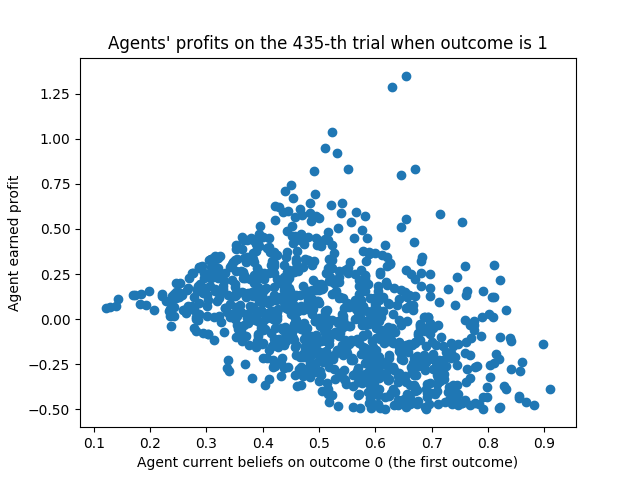 Agents' profits on the 435-th trial when outcome is 1
Agent earned profit
1.25
1.00
0.75
0.50
0.25
0.00
−0.25
−0.50
0.1 0.2 0.3 0.4 0.5 0.6 0.7 0.8 0.9
Agent current beliefs on outcome 0 (the first outcome)